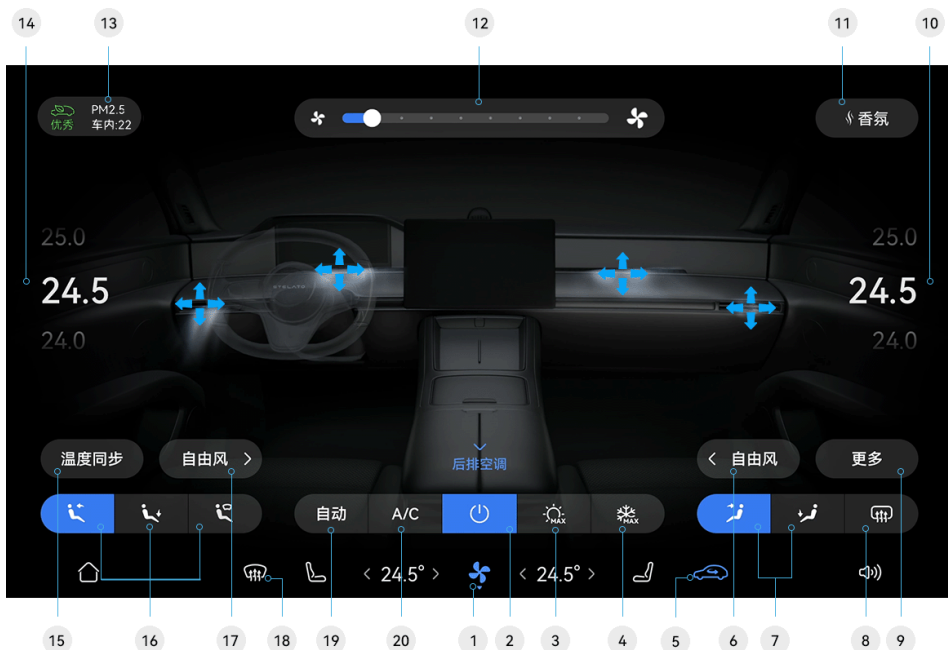 14
13
12
11
10
PM2.5
优秀
车内:22
香氛
25.0
25.0
24.5
24.5
24.0
24.0
STELATO
后排空调
温度同步
自由风
自由风
更多
自动
A/C
MAX
MAX
24.5°
24.5°
15
16
17
18
19
20
1
2
3
4
5
6
7
8
9